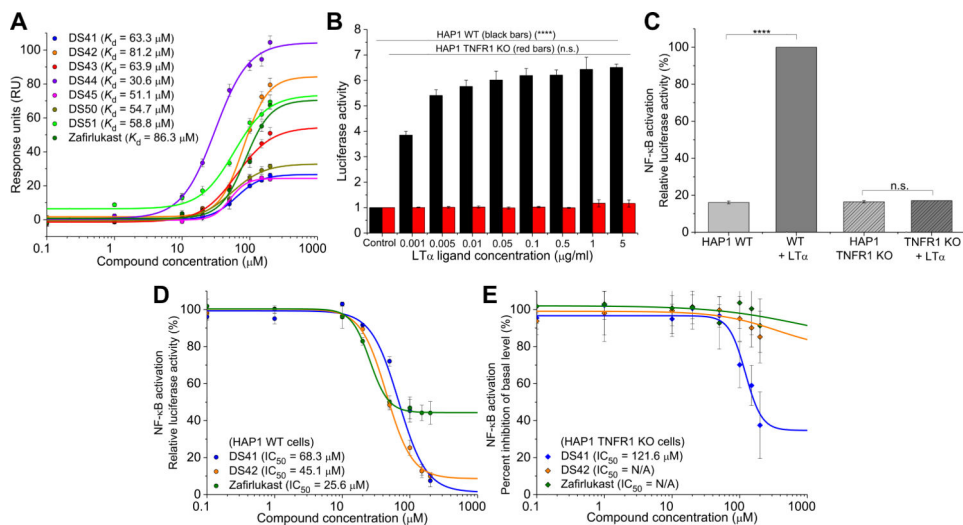 A
DS41 (Kd = 63.3 μM)
DS42 (Kd = 81.2 μM)
DS43 (Kd = 63.9 μM)
DS44 (Kd = 30.6 μM)
DS45 (Kd = 51.1 μM)
DS50 (Kd = 54.7 μM)
DS51 (Kd = 58.8 μM)
Zafirlukast (Kd = 86.3 μM)
Response units (RU)
100
80
60
40
20
0
0.1 1 10 100 1000
Compound concentration (μM)
B
HAP1 WT (black bars) (****)
HAP1 TNFR1 KO (red bars) (n.s.)
Luciferase activity
7
6
5
4
3
2
1
0
Control 0.001 0.005 0.01 0.05 0.1 0.5 1 5
LTα ligand concentration (μg/ml)
C
****
n.s.
NF-κB activation
Relative luciferase activity (%)
100
80
60
40
20
0
HAP1 WT WT + LTα HAP1 TNFR1 KO TNFR1 KO + LTα
D
NF-κB activation
Relative luciferase activity (%)
100
80
60
40
20
0
(HAP1 WT cells)
DS41 (IC50 = 68.3 μM)
DS42 (IC50 = 45.1 μM)
Zafirlukast (IC50 = 25.6 μM)
0.1 1 10 100 1000
Compound concentration (μM)
E
NF-κB activation
Percent inhibition of basal level (%)
100
80
60
40
20
0
(HAP1 TNFR1 KO cells)
DS41 (IC50 = 121.6 μM)
DS42 (IC50 = N/A)
Zafirlukast (IC50 = N/A)
0.1 1 10 100 1000
Compound concentration (μM)